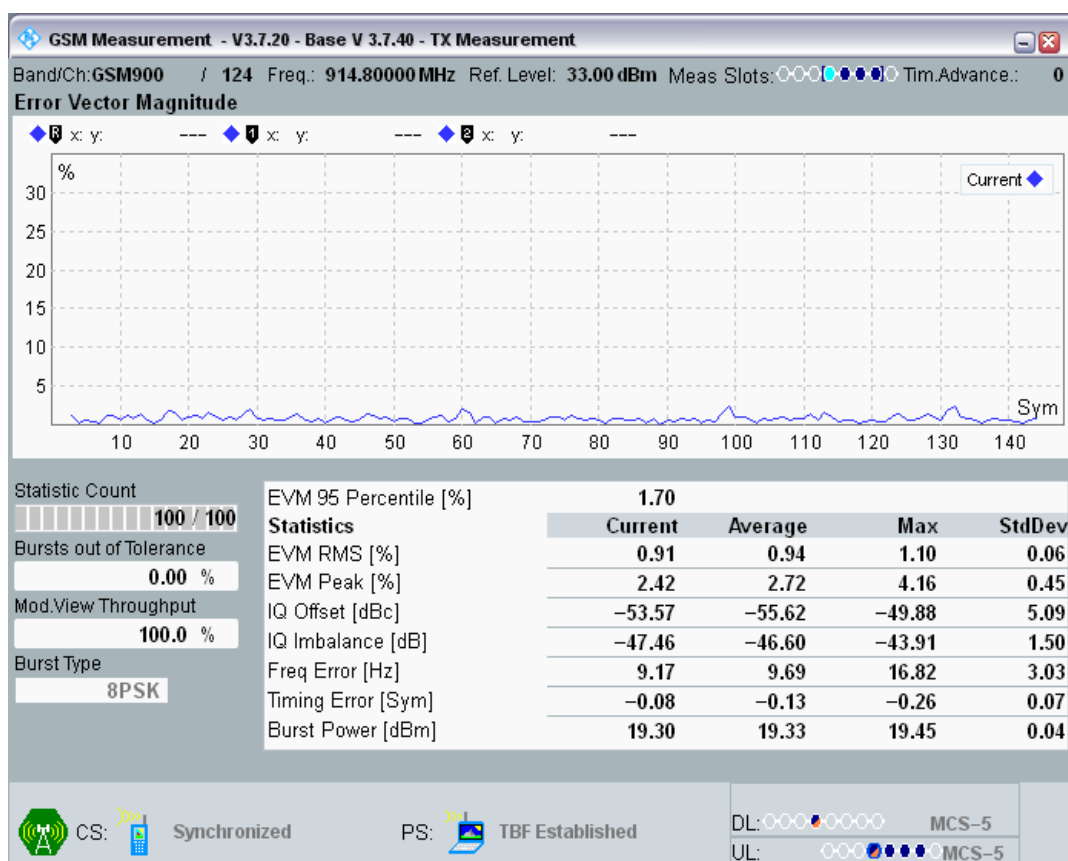 GSM Measurement - V3.7.20 - Base V 3.7.40 - TX Measurement
Band/Ch:GSM900 / 124 Freq.: 914.80000 MHz Ref. Level: 33.00 dBm Meas Slots: Tim.Advance.: 0
Error Vector Magnitude
R x: y: --- 1 x: y: --- 2 x: y: ---
%
Current
30
25
20
15
10
5
Sym
10 20 30 40 50 60 70 80 90 100 110 120 130 140
Statistic Count
100 / 100
Bursts out of Tolerance
0.00 %
Mod.View Throughput
100.0 %
Burst Type
8PSK
EVM 95 Percentile [%] 1.70
Statistics Current Average Max StdDev
EVM RMS [%] 0.91 0.94 1.10 0.06
EVM Peak [%] 2.42 2.72 4.16 0.45
IQ Offset [dBc] −53.57 −55.62 −49.88 5.09
IQ Imbalance [dB] −47.46 −46.60 −43.91 1.50
Freq Error [Hz] 9.17 9.69 16.82 3.03
Timing Error [Sym] −0.08 −0.13 −0.26 0.07
Burst Power [dBm] 19.30 19.33 19.45 0.04
CS: Synchronized PS: TBF Established
DL: MCS−5
UL: MCS−5